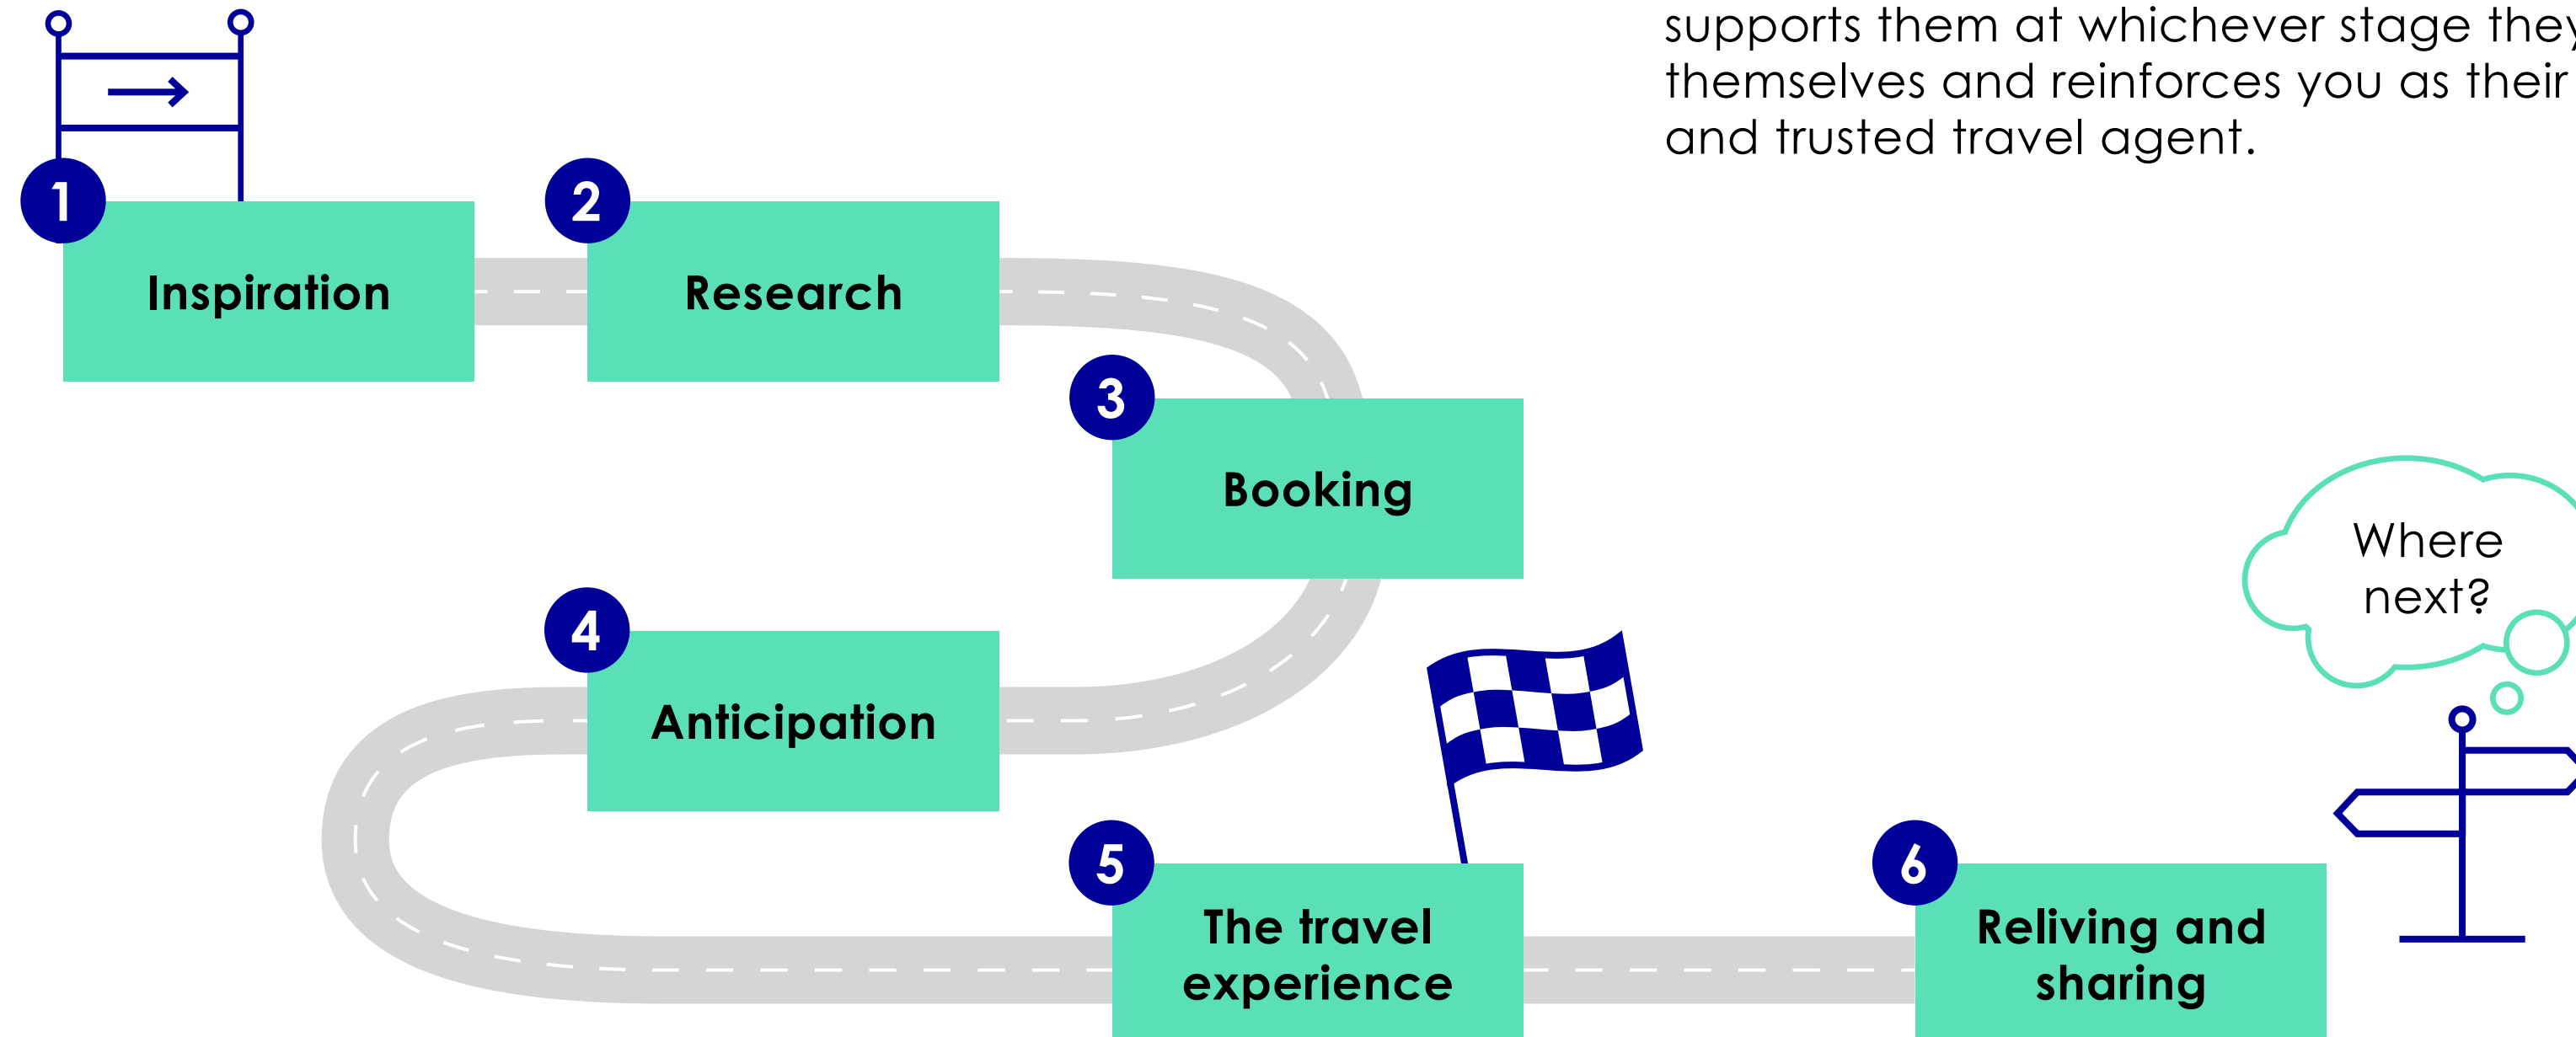 supports them at whichever stage they
themselves and reinforces you as their
and trusted travel agent.
1
Inspiration
2
Research
3
Booking
4
Anticipation
Where
next?
5
The travel
experience
6
Reliving and
sharing